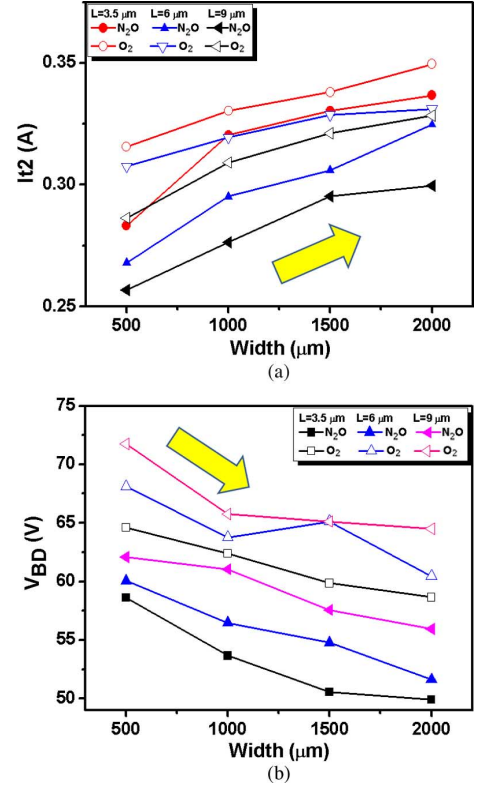 L=3.5 μm L=6 μm L=9 μm
N₂O N₂O N₂O
O₂ O₂ O₂
0.35
0.30
0.25
It2 (A)
500 1000 1500 2000
Width (μm)
(a)
L=3.5 μm L=6 μm L=9 μm
N₂O N₂O N₂O
O₂ O₂ O₂
75
70
65
60
55
50
V_BD (V)
500 1000 1500 2000
Width (μm)
(b)